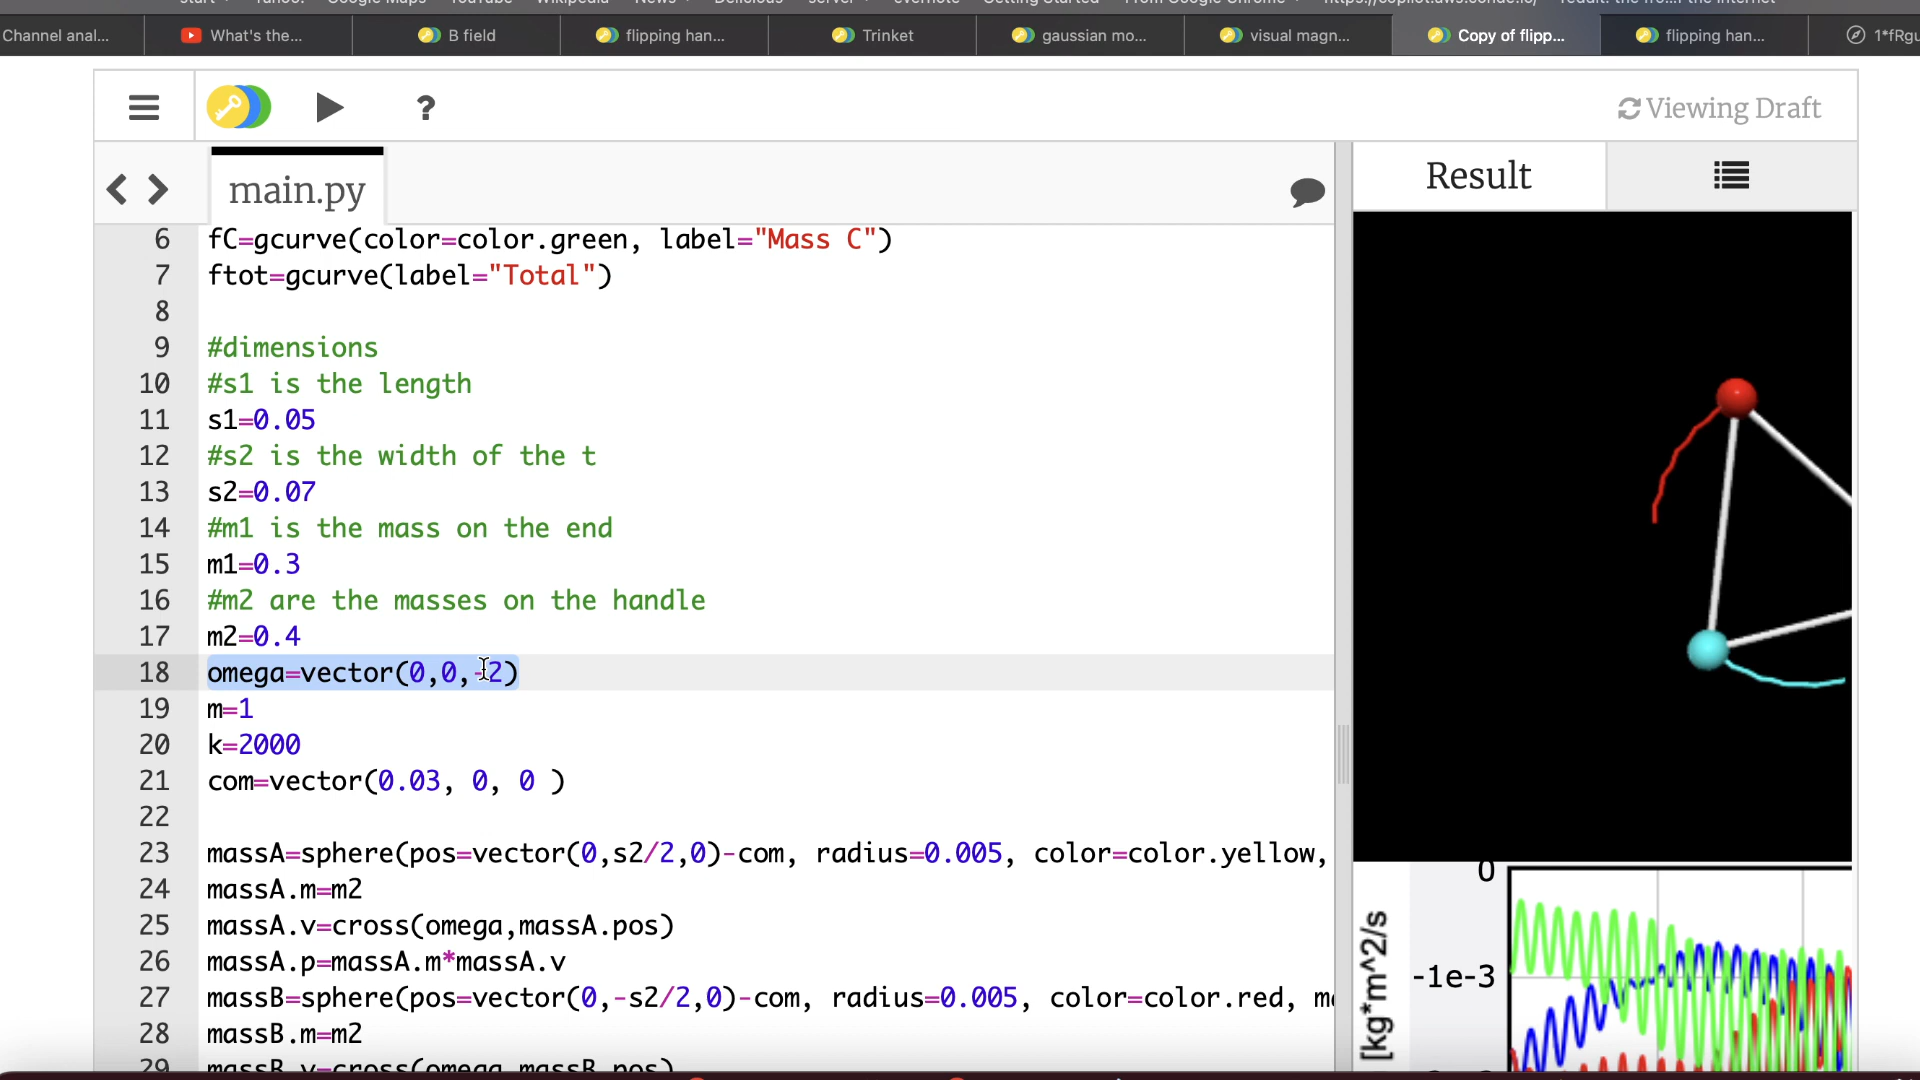 Channel anal... What's the... B field flipping han... Trinket gaussian mo... visual magn... Copy of flipp... flipping han... 1*fRgu
? Viewing Draft
main.py
Result
6 fC=gcurve(color=color.green, label="Mass C")
7 ftot=gcurve(label="Total")
8
9 #dimensions
10 #s1 is the length
11 s1=0.05
12 #s2 is the width of the t
13 s2=0.07
14 #m1 is the mass on the end
15 m1=0.3
16 #m2 are the masses on the handle
17 m2=0.4
18 omega=vector(0,0,-2)
19 m=1
20 k=2000
21 com=vector(0.03, 0, 0 )
22
23 massA=sphere(pos=vector(0,s2/2,0)-com, radius=0.005, color=color.yellow,
24 massA.m=m2
25 massA.v=cross(omega,massA.pos)
26 massA.p=massA.m*massA.v
27 massB=sphere(pos=vector(0,-s2/2,0)-com, radius=0.005, color=color.red, m
28 massB.m=m2
29 massB.v=cross(omega,massB.pos)
0
-1e-3
[kg*m^2/s